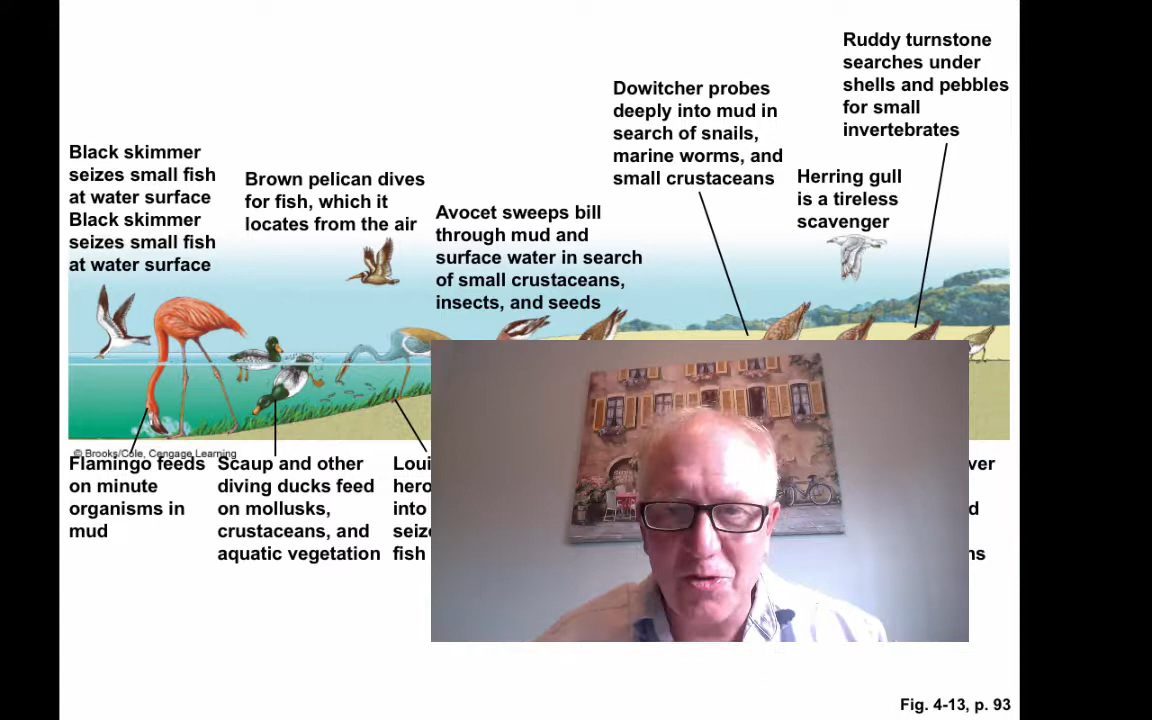 Ruddy turnstone
searches under
shells and pebbles
for small
invertebrates
Dowitcher probes
deeply into mud in
search of snails,
marine worms, and
small crustaceans
Herring gull
is a tireless
scavenger
Black skimmer
seizes small fish
at water surface
Black skimmer
seizes small fish
at water surface
Brown pelican dives
for fish, which it
locates from the air
Avocet sweeps bill
through mud and
surface water in search
of small crustaceans,
insects, and seeds
© Brooks/Cole, Cengage Learning
Flamingo feeds
on minute
organisms in
mud
Scaup and other
diving ducks feed
on mollusks,
crustaceans, and
aquatic vegetation
into
fish
Fig. 4-13, p. 93